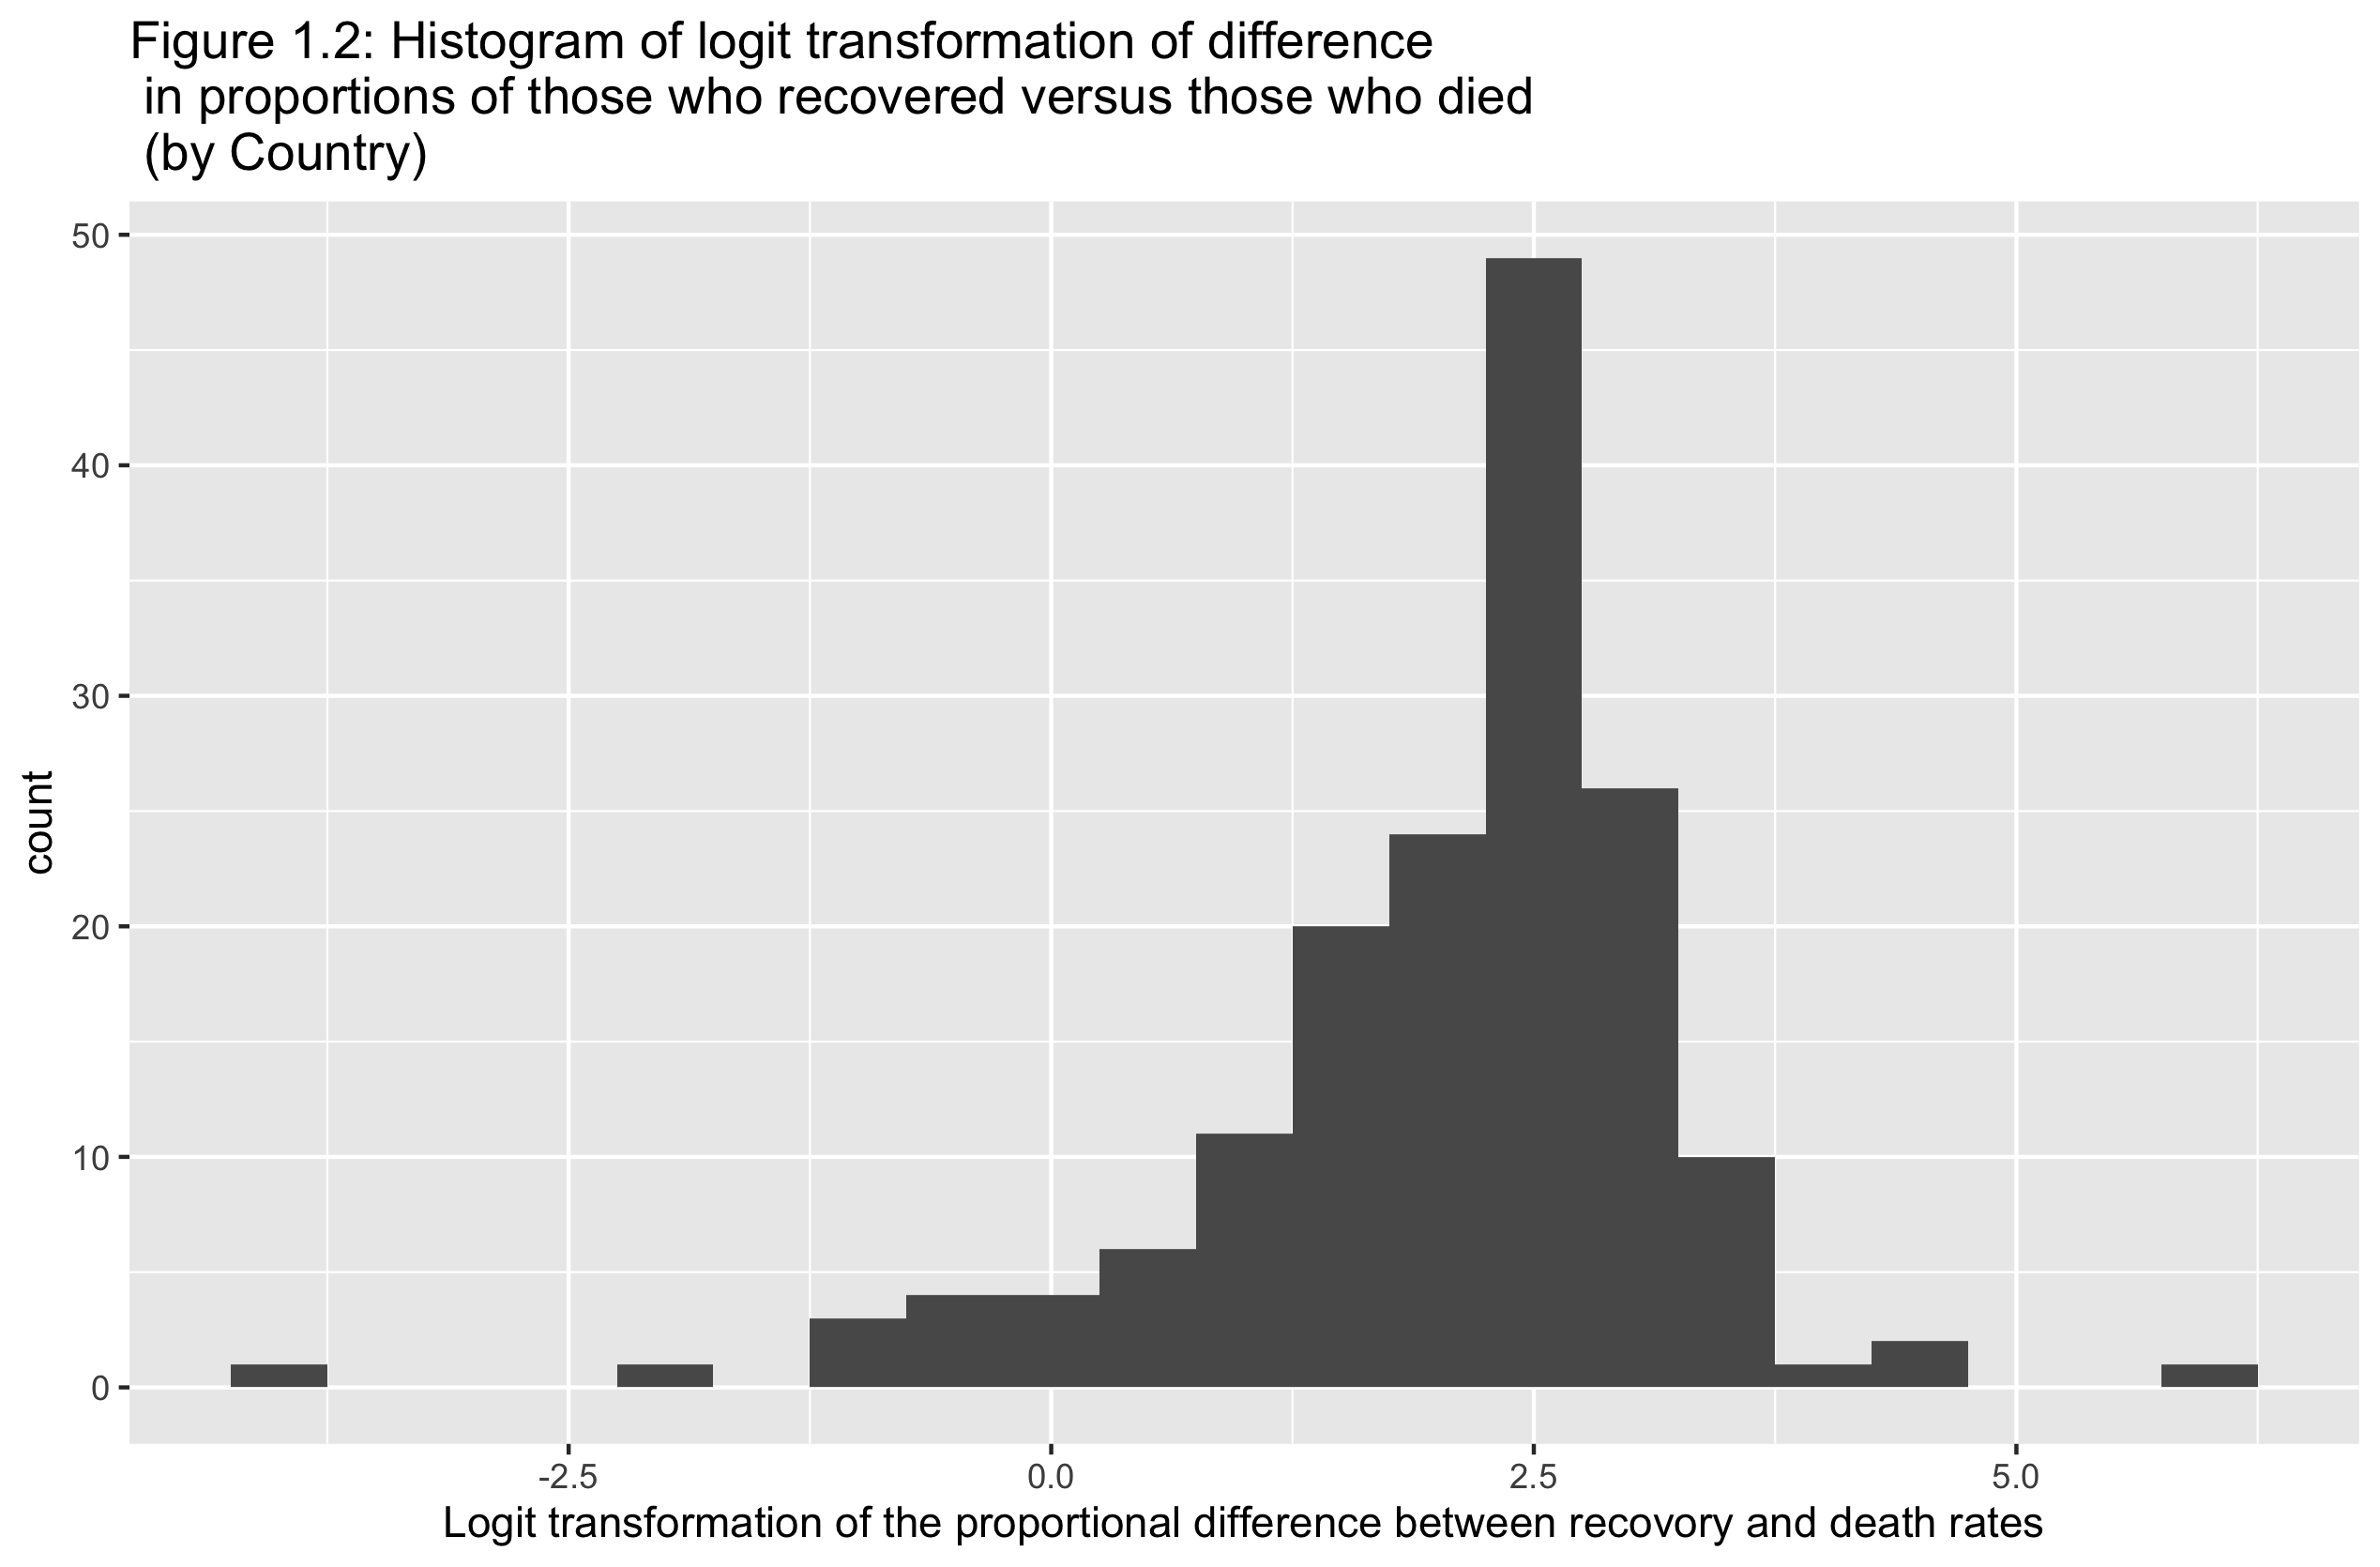 Figure 1.2: Histogram of logit transformation of difference
in proportions of those who recovered versus those who died
(by Country)
50
40
30
20
10
0
count
-2.5 0.0 2.5 5.0
Logit transformation of the proportional difference between recovery and death rates